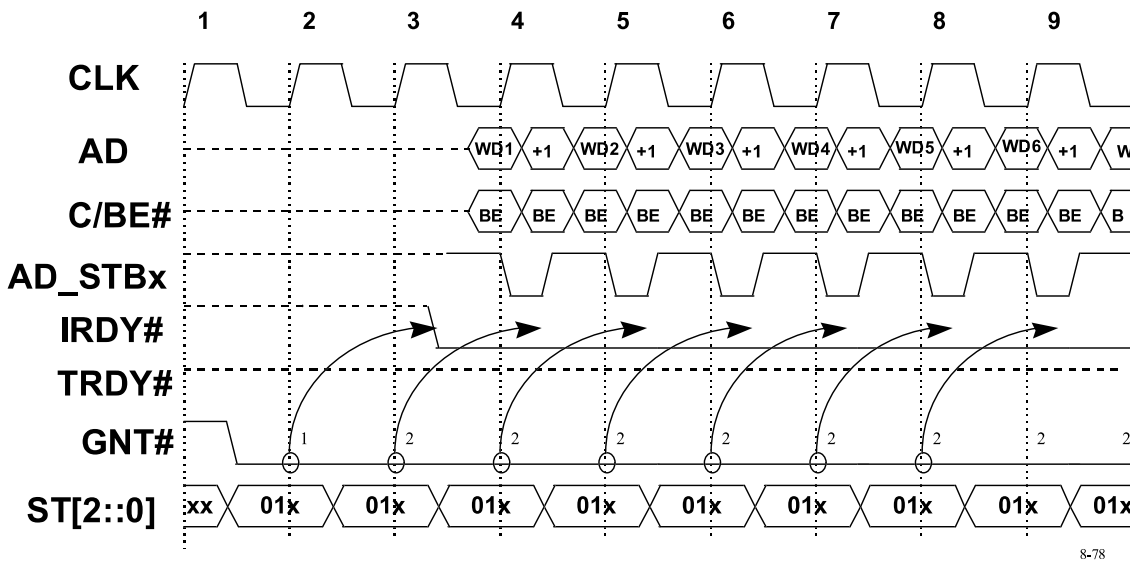 1 2 3 4 5 6 7 8 9
CLK
AD WD1 +1 WD2 +1 WD3 +1 WD4 +1 WD5 +1 WD6 +1 W
C/BE# BE BE BE BE BE BE BE BE BE BE BE BE B
AD_STBx
IRDY#
TRDY#
GNT# 1 2 2 2 2 2 2 2 2
ST[2::0] xx 01x 01x 01x 01x 01x 01x 01x 01x 01x
8-78